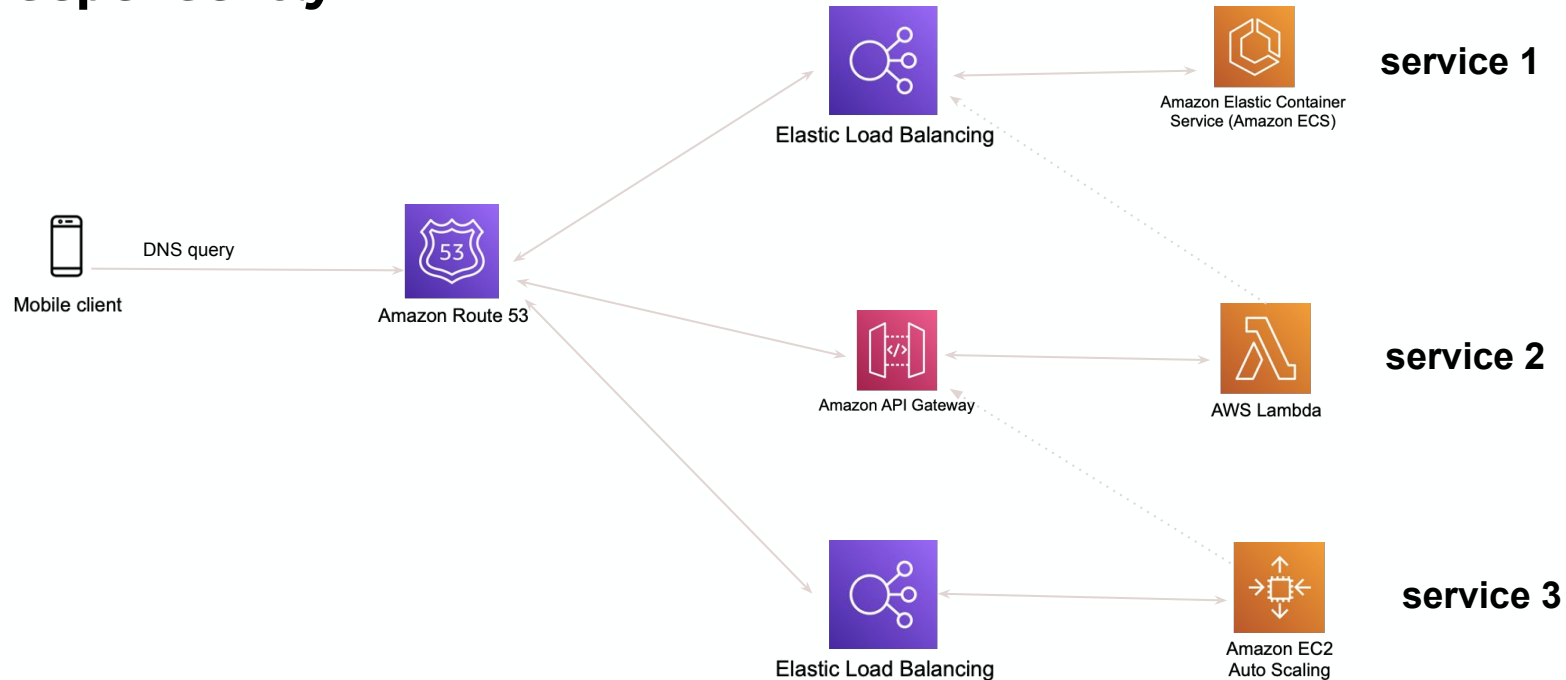 service 1
Amazon Elastic Container
Service (Amazon ECS)
Elastic Load Balancing
DNS query
53
Mobile client
Amazon Route 53
</>
service 2
Amazon API Gateway
AWS Lambda
service 3
Amazon EC2
Auto Scaling
Elastic Load Balancing